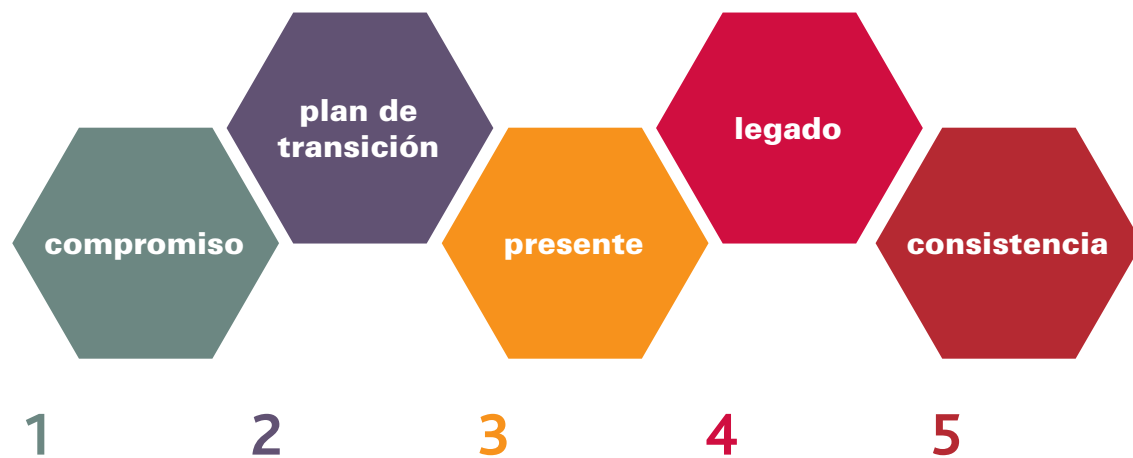 compromiso
plan de
transición
presente
legado
consistencia
1
2
3
4
5